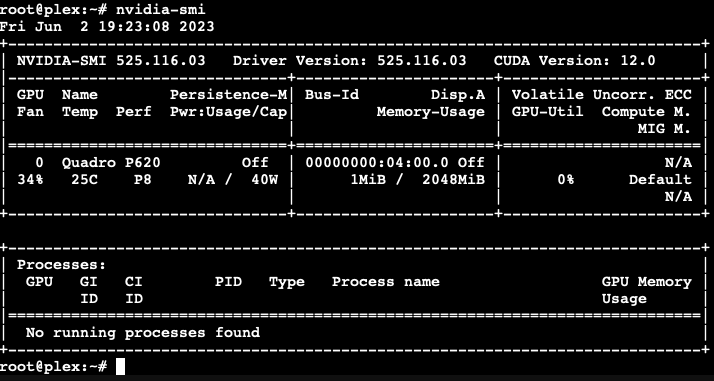 root@plex:~# nvidia-smi
Fri Jun  2 19:23:08 2023
+-----------------------------------------------------------------------------+
| NVIDIA-SMI 525.116.03   Driver Version: 525.116.03   CUDA Version: 12.0     |
|-------------------------------+----------------------+----------------------+
| GPU  Name        Persistence-M| Bus-Id        Disp.A | Volatile Uncorr. ECC |
| Fan  Temp  Perf  Pwr:Usage/Cap|         Memory-Usage | GPU-Util  Compute M. |
|                               |                      |               MIG M. |
|===============================+======================+======================|
|   0  Quadro P620         Off  | 00000000:04:00.0 Off |                  N/A |
| 34%   25C    P8    N/A /  40W |      1MiB /  2048MiB |      0%      Default |
|                               |                      |                  N/A |
+-------------------------------+----------------------+----------------------+

+-----------------------------------------------------------------------------+
| Processes:                                                                  |
|  GPU   GI   CI        PID   Type   Process name                  GPU Memory |
|        ID   ID                                                   Usage      |
|=============================================================================|
|  No running processes found                                                 |
+-----------------------------------------------------------------------------+
root@plex:~#